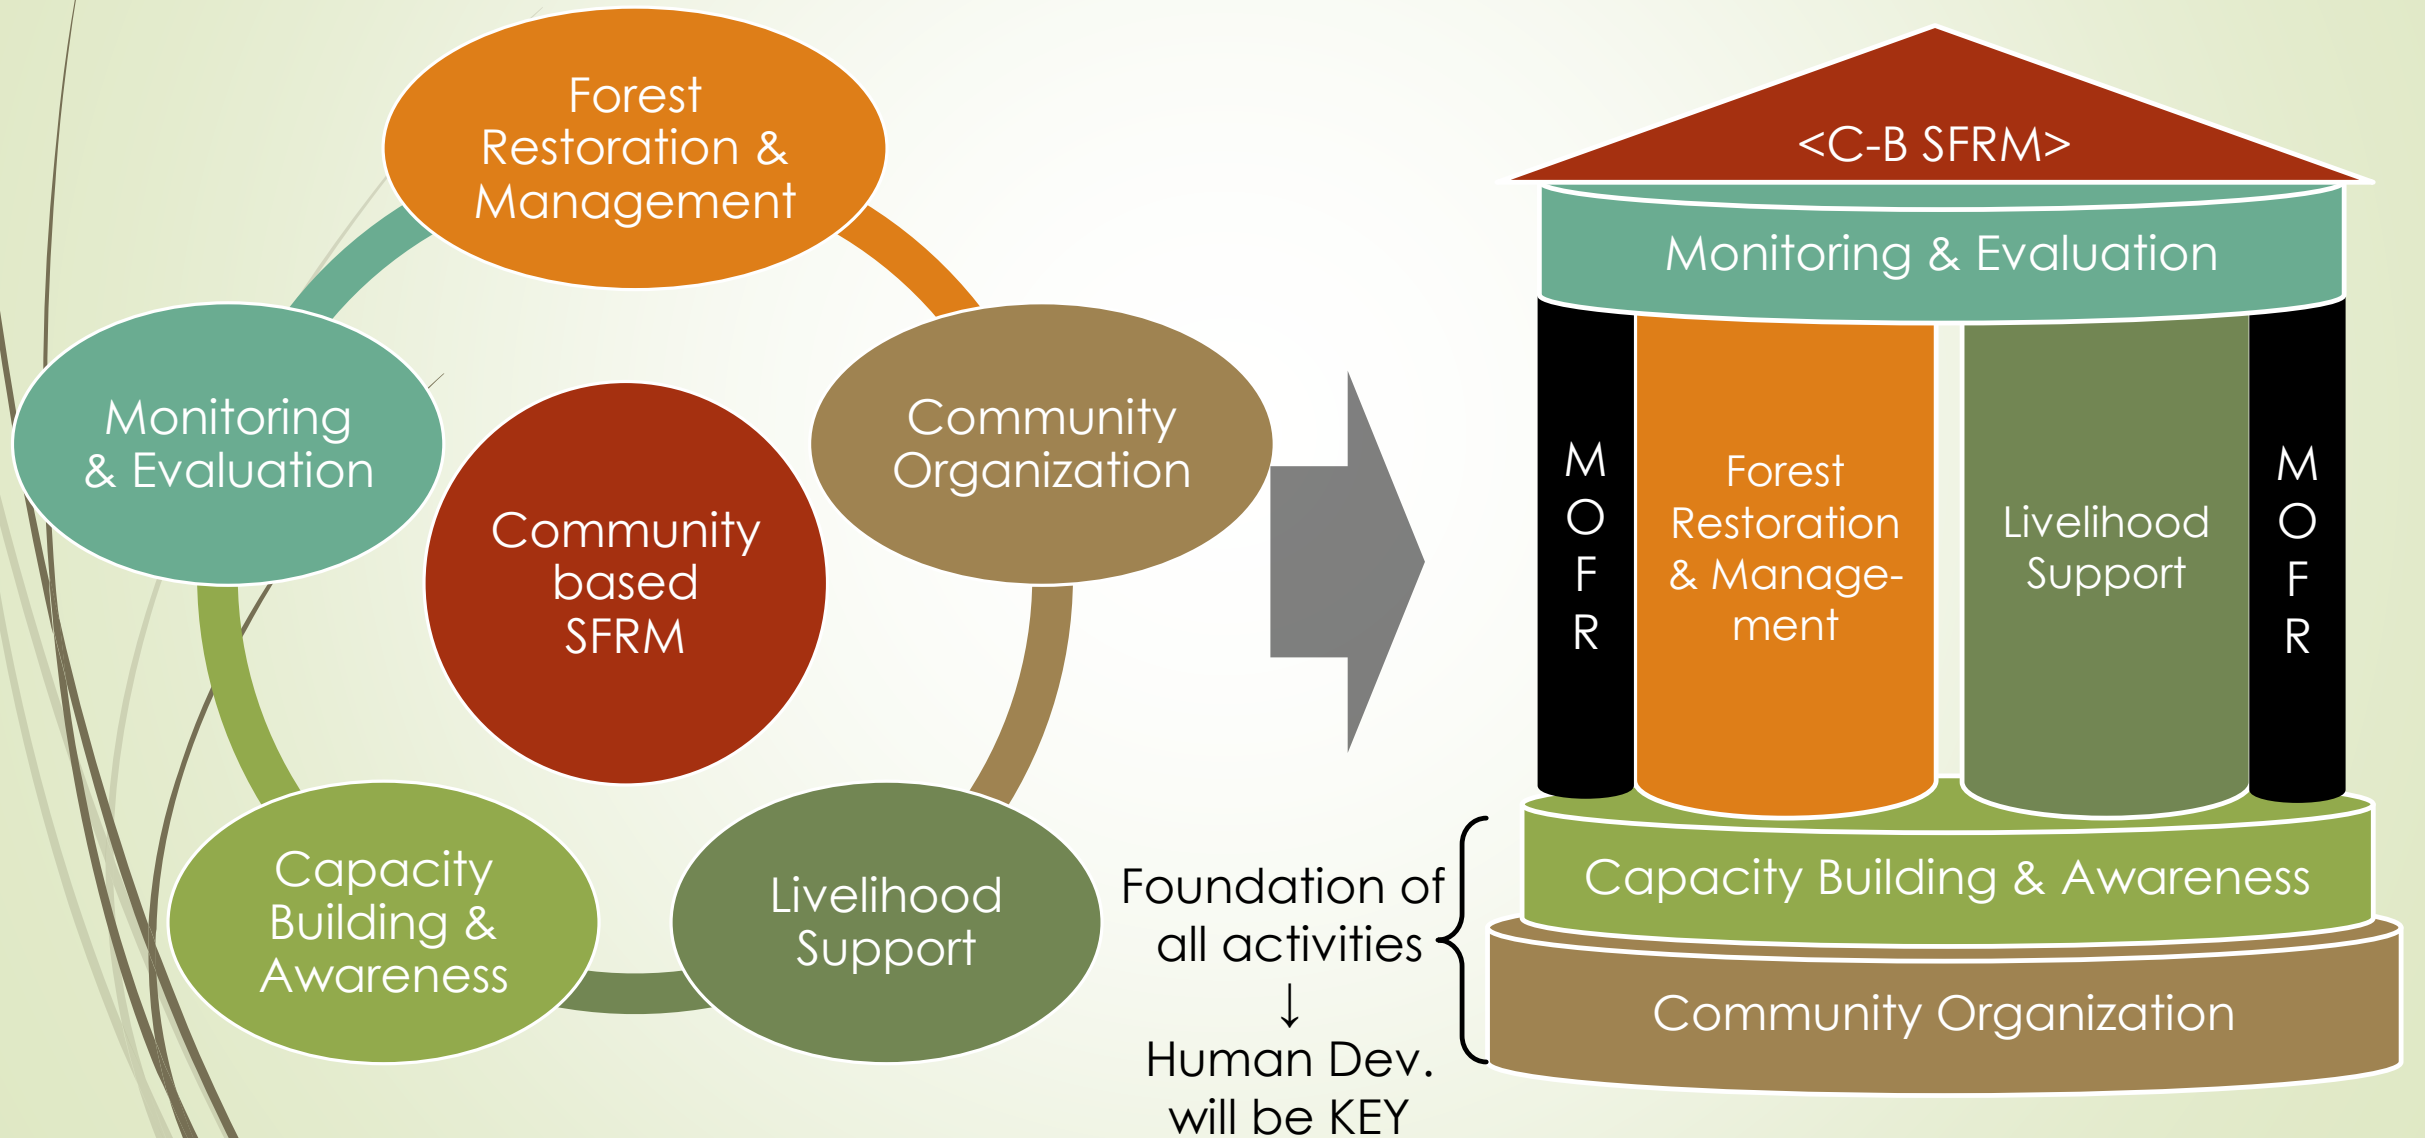 Forest
Restoration &
Management
Monitoring
& Evaluation
Community
Organization
Community
based
SFRM
Capacity
Building &
Awareness
Livelihood
Support
<C-B SFRM>
Monitoring & Evaluation
M
O
F
R
Forest
Restoration
& Manage-
ment
Livelihood
Support
M
O
F
R
Foundation of
all activities
↓
Human Dev.
will be KEY
Capacity Building & Awareness
Community Organization